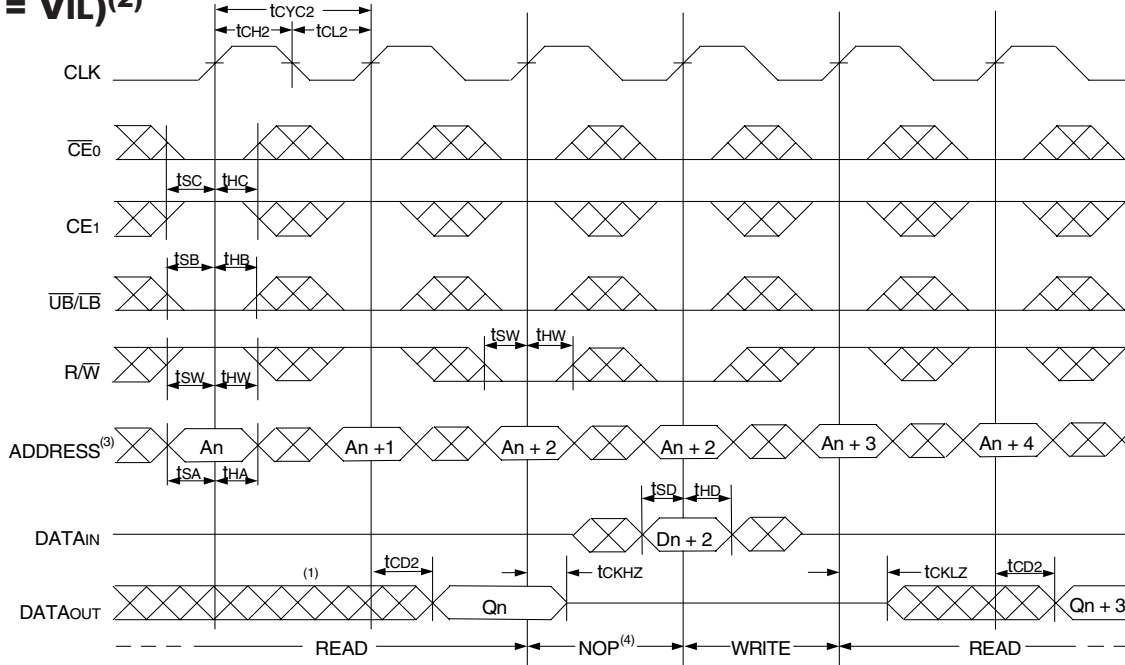 = VIL)(2)
tCYC2
tCH2 tCL2
CLK
CE0
tSC tHC
CE1
tSB tHB
UB/LB
tSW tHW
R/W
tSW tHW
ADDRESS(3) An An +1 An + 2 An + 2 An + 3 An + 4
tSA tHA
tSD tHD
DATAIN Dn + 2
tCD2 tCKHZ tCKLZ tCD2
(1)
DATAOUT Qn Qn + 3
READ NOP(4) WRITE READ